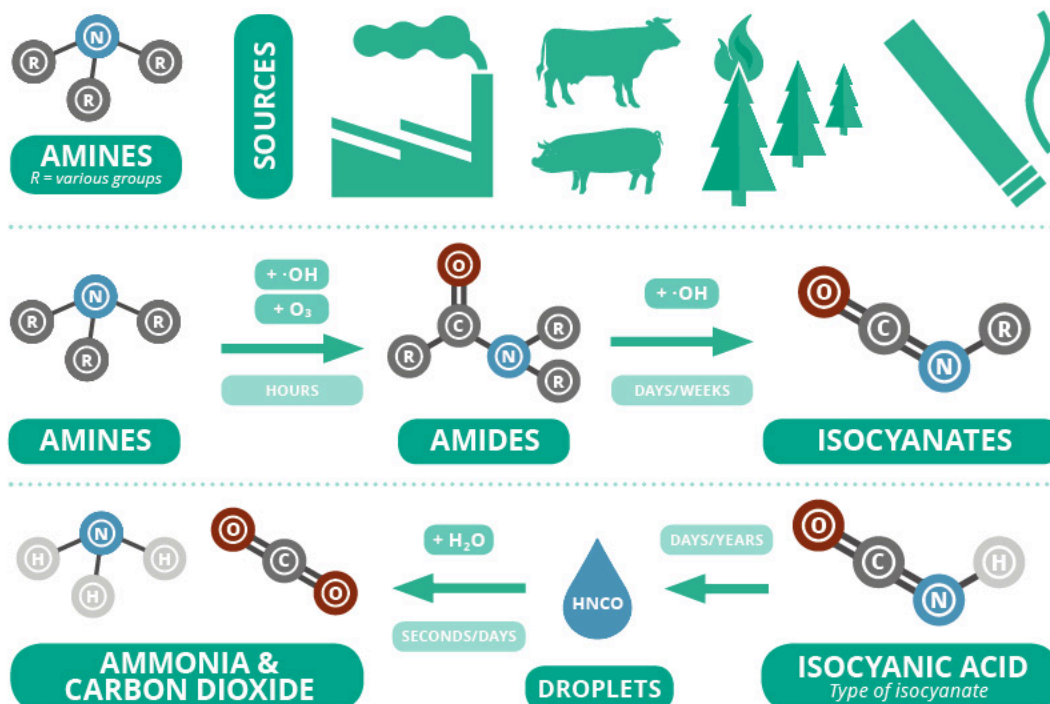 N
R
R
R
AMINES
R = various groups
SOURCES
N
R
R
R
AMINES
+ ·OH
+ O₃
HOURS
O
C
R
N
R
R
AMIDES
+ ·OH
DAYS/WEEKS
O
C
N
R
ISOCYANATES
N
H
H
H
O
C
O
AMMONIA &
CARBON DIOXIDE
+ H₂O
SECONDS/DAYS
HNCO
DROPLETS
DAYS/YEARS
O
C
N
H
ISOCYANIC ACID
Type of isocyanate